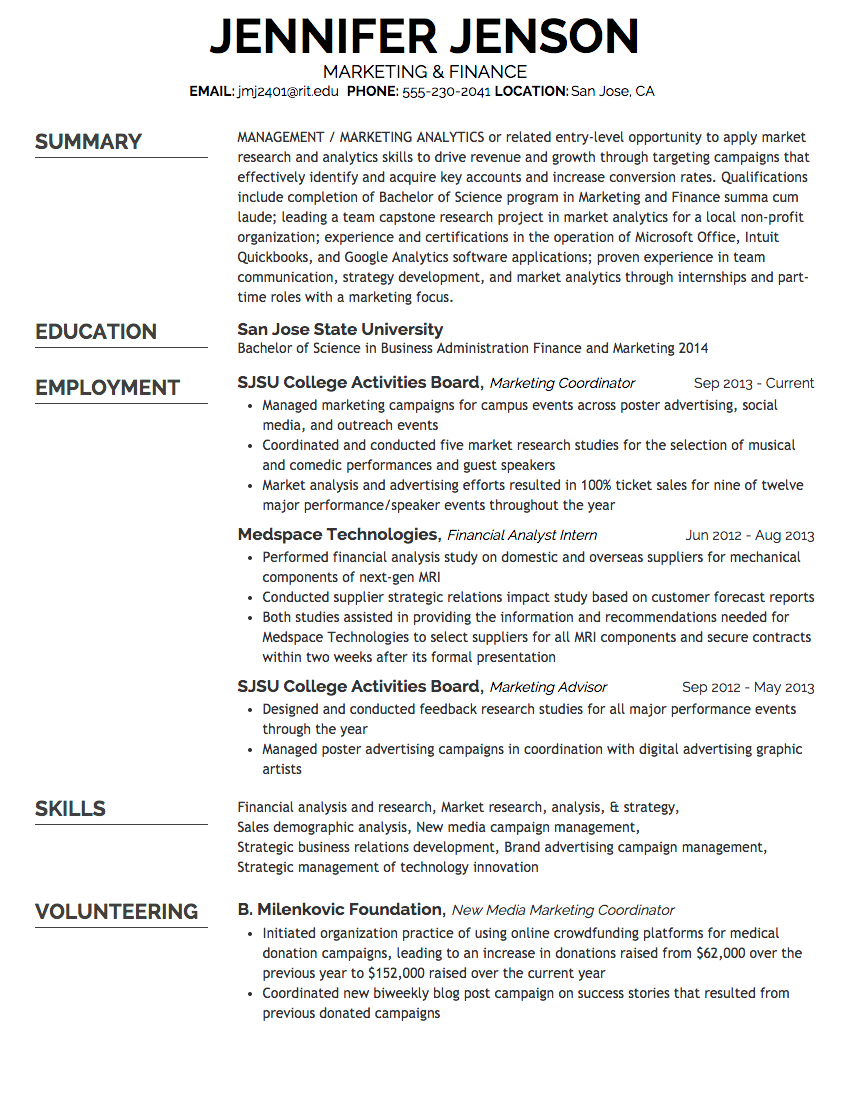 JENNIFER JENSON
MARKETING & FINANCE
EMAIL: jmj2401@rit.edu PHONE: 555-230-2041 LOCATION: San Jose, CA
SUMMARY
MANAGEMENT / MARKETING ANALYTICS or related entry-level opportunity to apply market
research and analytics skills to drive revenue and growth through targeting campaigns that
effectively identify and acquire key accounts and increase conversion rates. Qualifications
include completion of Bachelor of Science program in Marketing and Finance summa cum
laude; leading a team capstone research project in market analytics for a local non-profit
organization; experience and certifications in the operation of Microsoft Office, Intuit
Quickbooks, and Google Analytics software applications; proven experience in team
communication, strategy development, and market analytics through internships and part-
time roles with a marketing focus.
EDUCATION
San Jose State University
Bachelor of Science in Business Administration Finance and Marketing 2014
EMPLOYMENT
SJSU College Activities Board, Marketing Coordinator Sep 2013 - Current
• Managed marketing campaigns for campus events across poster advertising, social
media, and outreach events
• Coordinated and conducted five market research studies for the selection of musical
and comedic performances and guest speakers
• Market analysis and advertising efforts resulted in 100% ticket sales for nine of twelve
major performance/speaker events throughout the year
Medspace Technologies, Financial Analyst Intern Jun 2012 - Aug 2013
• Performed financial analysis study on domestic and overseas suppliers for mechanical
components of next-gen MRI
• Conducted supplier strategic relations impact study based on customer forecast reports
• Both studies assisted in providing the information and recommendations needed for
Medspace Technologies to select suppliers for all MRI components and secure contracts
within two weeks after its formal presentation
SJSU College Activities Board, Marketing Advisor Sep 2012 - May 2013
• Designed and conducted feedback research studies for all major performance events
through the year
• Managed poster advertising campaigns in coordination with digital advertising graphic
artists
SKILLS
Financial analysis and research, Market research, analysis, & strategy,
Sales demographic analysis, New media campaign management,
Strategic business relations development, Brand advertising campaign management,
Strategic management of technology innovation
VOLUNTEERING
B. Milenkovic Foundation, New Media Marketing Coordinator
• Initiated organization practice of using online crowdfunding platforms for medical
donation campaigns, leading to an increase in donations raised from $62,000 over the
previous year to $152,000 raised over the current year
• Coordinated new biweekly blog post campaign on success stories that resulted from
previous donated campaigns